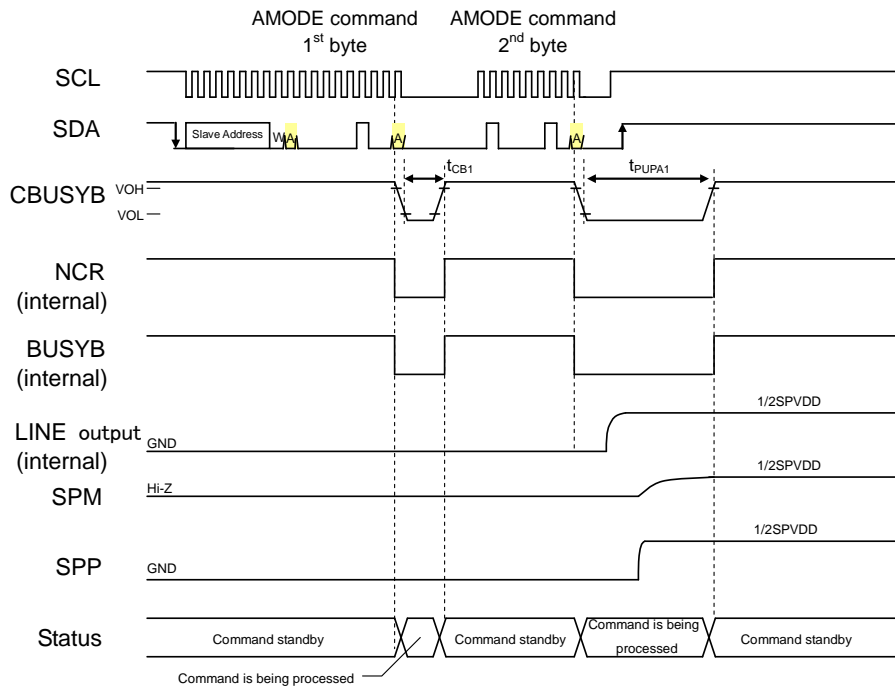 AMODE command
1st byte
AMODE command
2nd byte
SCL
SDA
Slave Address
W
A
A
A
tCB1
tPUPA1
CBUSYB
VOH
VOL
NCR
(internal)
BUSYB
(internal)
LINE output
(internal)
GND
1/2SPVDD
SPM
Hi-Z
1/2SPVDD
SPP
GND
1/2SPVDD
Status
Command standby
Command standby
Command is being
processed
Command standby
Command is being processed